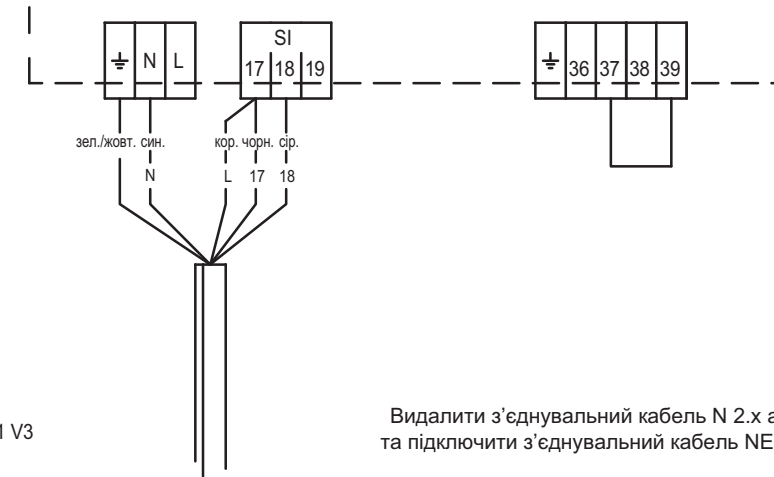 SI
N L 17 18 19 36 37 38 39
зел./жовт. син. кор. чорн. сір.
N L 17 18
V3 Видалити з’єднувальний кабель N 2.x
та підключити з’єднувальний кабель NE